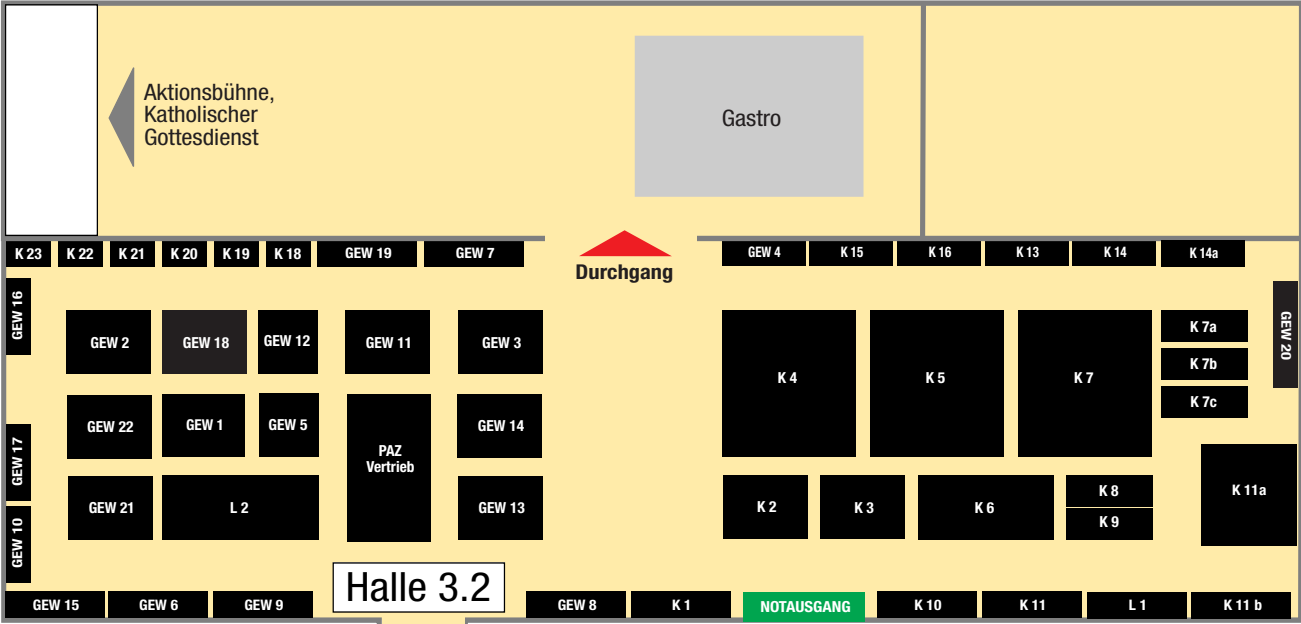 Aktionsbühne,
Katholischer
Gottesdienst
Gastro
K 23 K 22 K 21 K 20 K 19 K 18 GEW 19 GEW 7
Durchgang
GEW 4 K 15 K 16 K 13 K 14 K 14a
GEW 16
GEW 2 GEW 18 GEW 12 GEW 11 GEW 3
K 4 K 5 K 7
K 7a
K 7b
K 7c
GEW 20
GEW 22 GEW 1 GEW 5
PAZ
Vertrieb
GEW 14
GEW 17
GEW 21 L 2 GEW 13
K 2 K 3 K 6
K 8
K 9
K 11a
GEW 10
Halle 3.2
GEW 15 GEW 6 GEW 9 GEW 8 K 1 NOTAUSGANG K 10 K 11 L 1 K 11 b